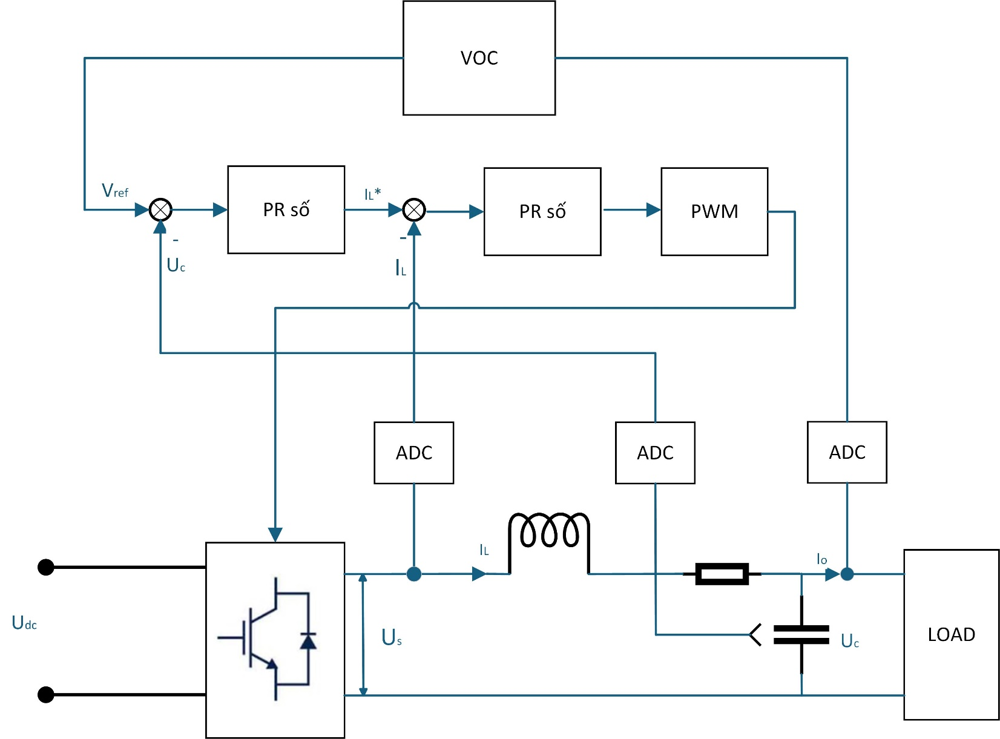 VOC
Vref
PR số
IL*
PR số
PWM
-
Uc
-
IL
ADC
ADC
ADC
IL
Io
Udc
Us
Uc
LOAD